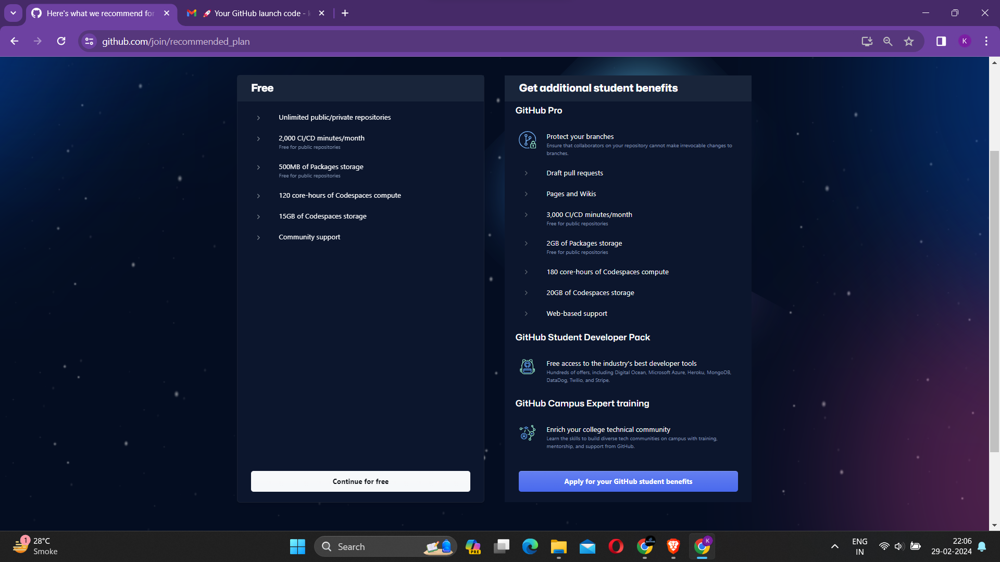 Here's what we recommend for
🚀 Your GitHub launch code -
github.com/join/recommended_plan
K
Free
Unlimited public/private repositories
2,000 CI/CD minutes/month
Free for public repositories
500MB of Packages storage
Free for public repositories
120 core-hours of Codespaces compute
15GB of Codespaces storage
Community support
Continue for free
Get additional student benefits
GitHub Pro
Protect your branches
Ensure that collaborators on your repository cannot make irrevocable changes to
branches.
Draft pull requests
Pages and Wikis
3,000 CI/CD minutes/month
Free for public repositories
2GB of Packages storage
Free for public repositories
180 core-hours of Codespaces compute
20GB of Codespaces storage
Web-based support
GitHub Student Developer Pack
Free access to the industry's best developer tools
Hundreds of offers, including Digital Ocean, Microsoft Azure, Heroku, MongoDB,
DataDog, Twilio, and Stripe.
GitHub Campus Expert training
Enrich your college technical community
Learn the skills to build diverse tech communities on campus with training,
mentorship, and support from GitHub.
Apply for your GitHub student benefits
1
28°C
Smoke
Search
PRE
K
ENG
IN
22:06
29-02-2024